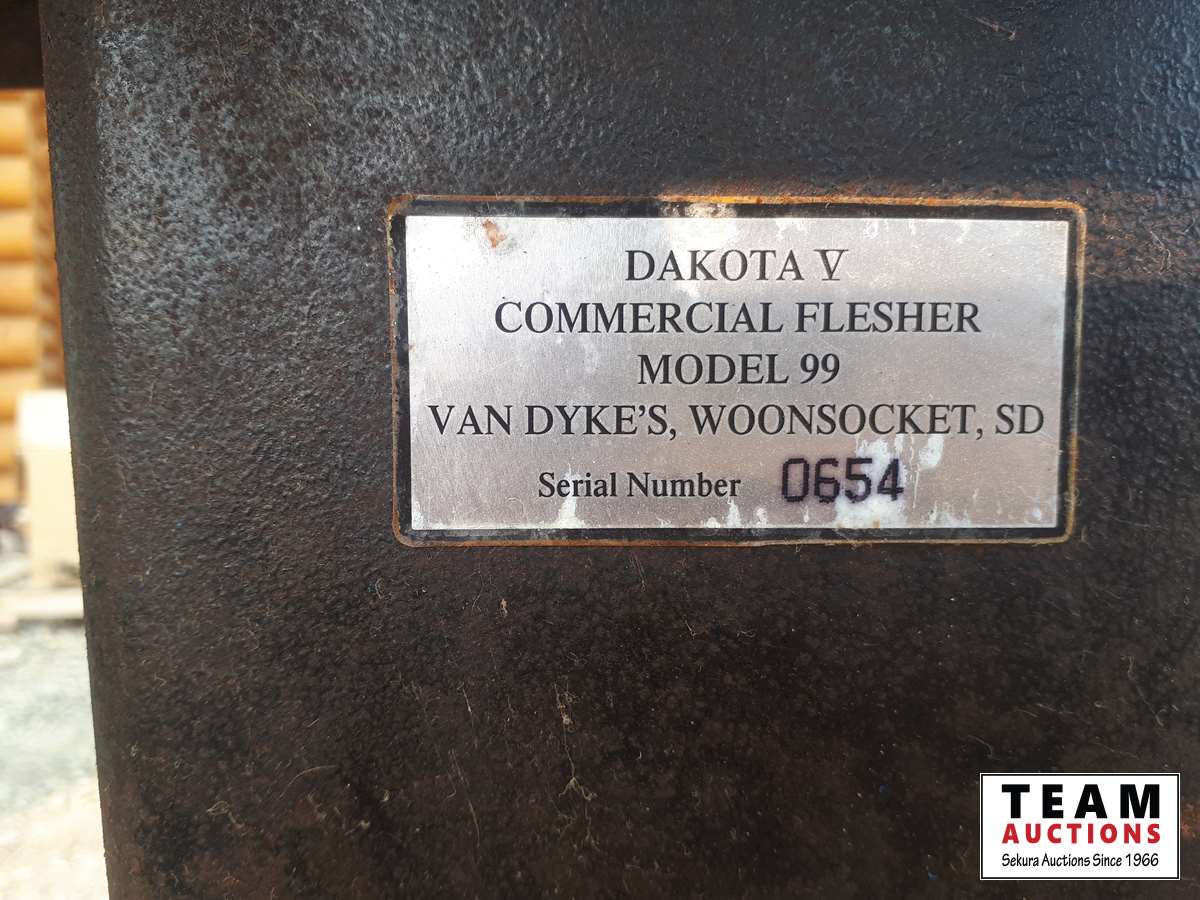 DAKOTA V
COMMERCIAL FLESHER
MODEL 99
VAN DYKE'S, WOONSOCKET, SD
Serial Number 0654
TEAM
AUCTIONS
Sekura Auctions Since 1966